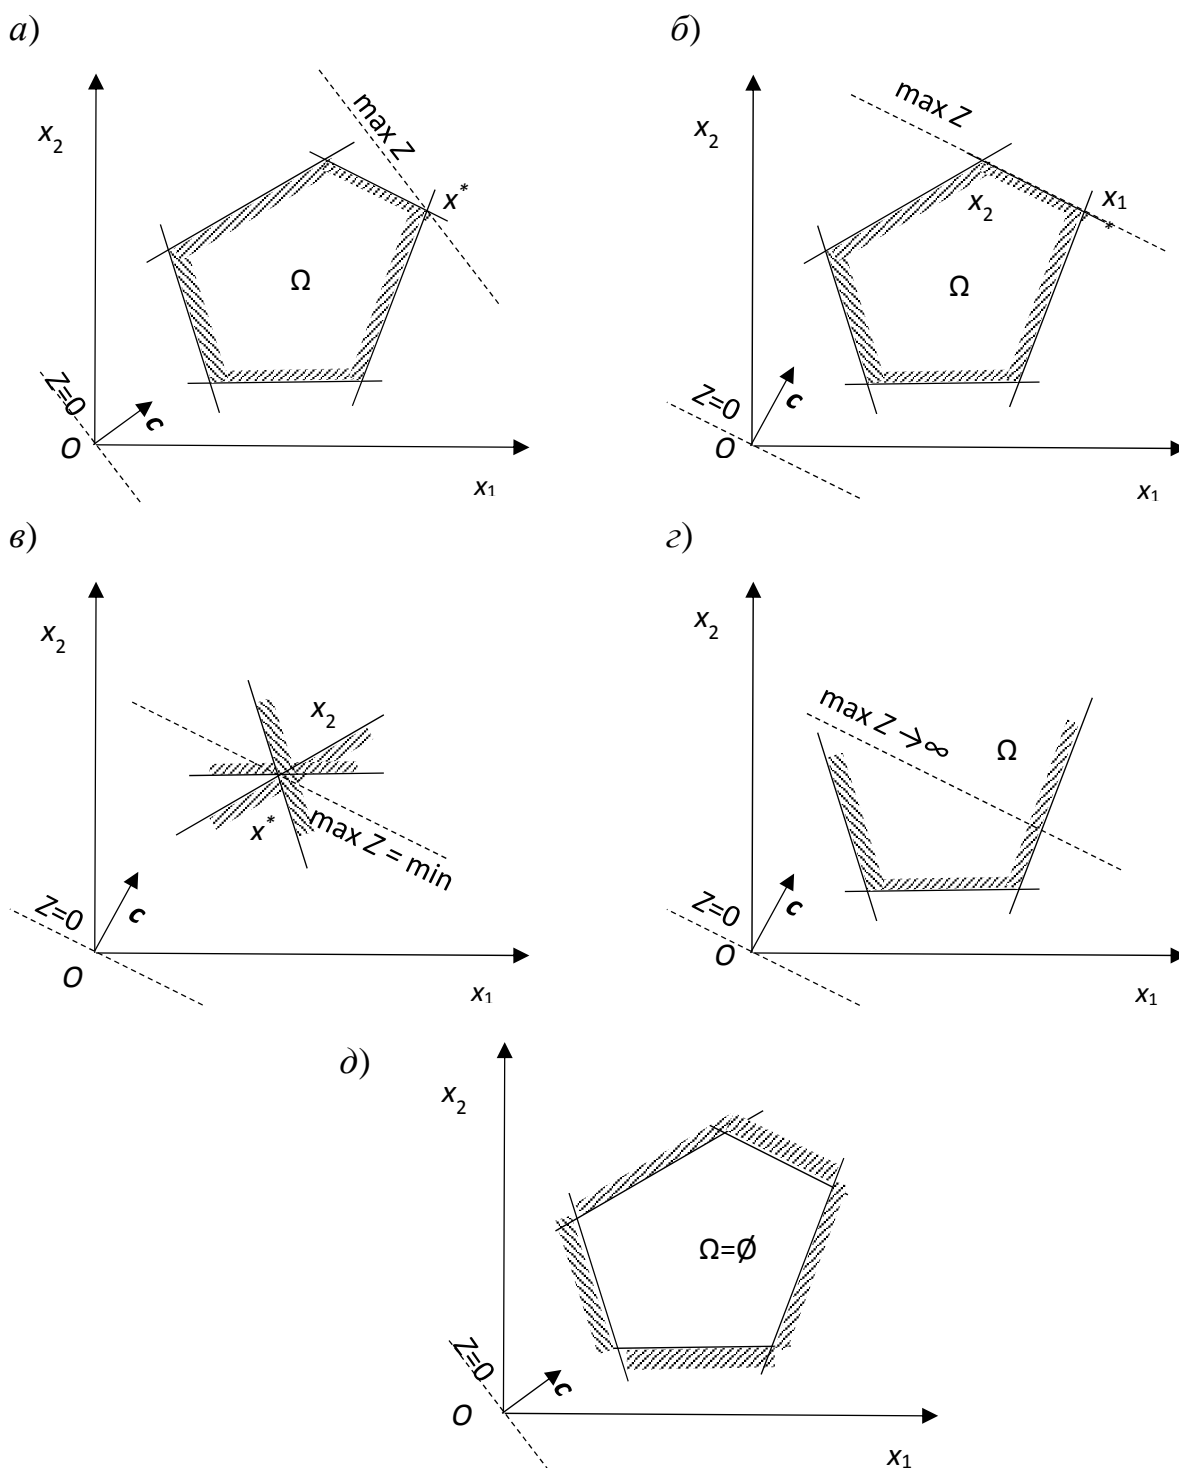 а)
x₂
max Z
x*
Ω
Z=0
c
O
x₁
б)
x₂
max Z
x₂
x₁
*
Ω
Z=0
c
O
x₁
в)
x₂
x₂
x*
max Z = min
Z=0
c
O
x₁
г)
x₂
max Z →∞
Ω
Z=0
c
O
x₁
д)
x₂
Ω=Ø
Z=0
c
O
x₁